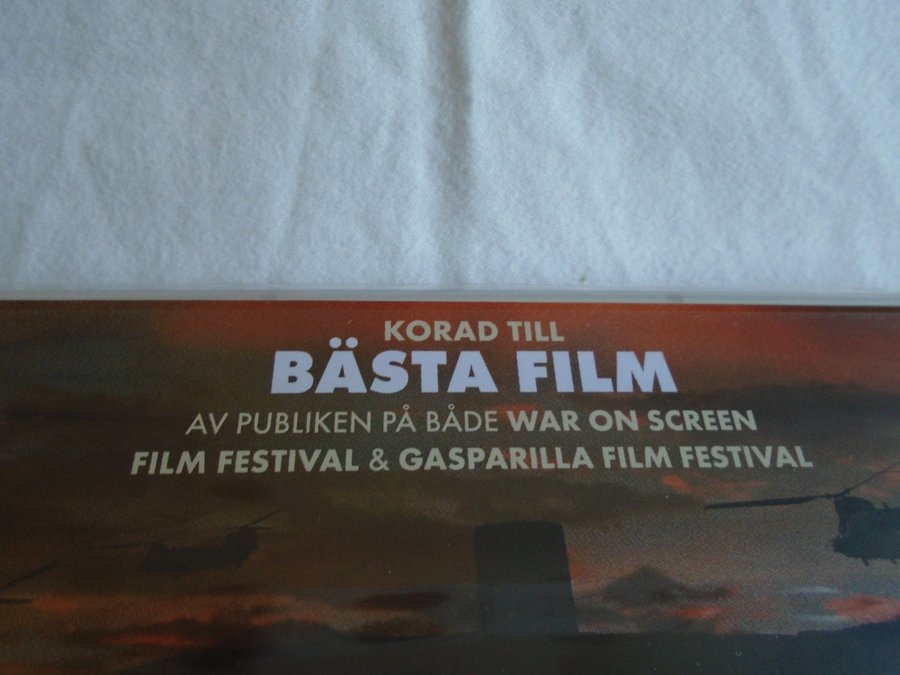 KORAD TILL
BÄSTA FILM
AV PUBLIKEN PÅ BÅDE WAR ON SCREEN
FILM FESTIVAL & GASPARILLA FILM FESTIVAL